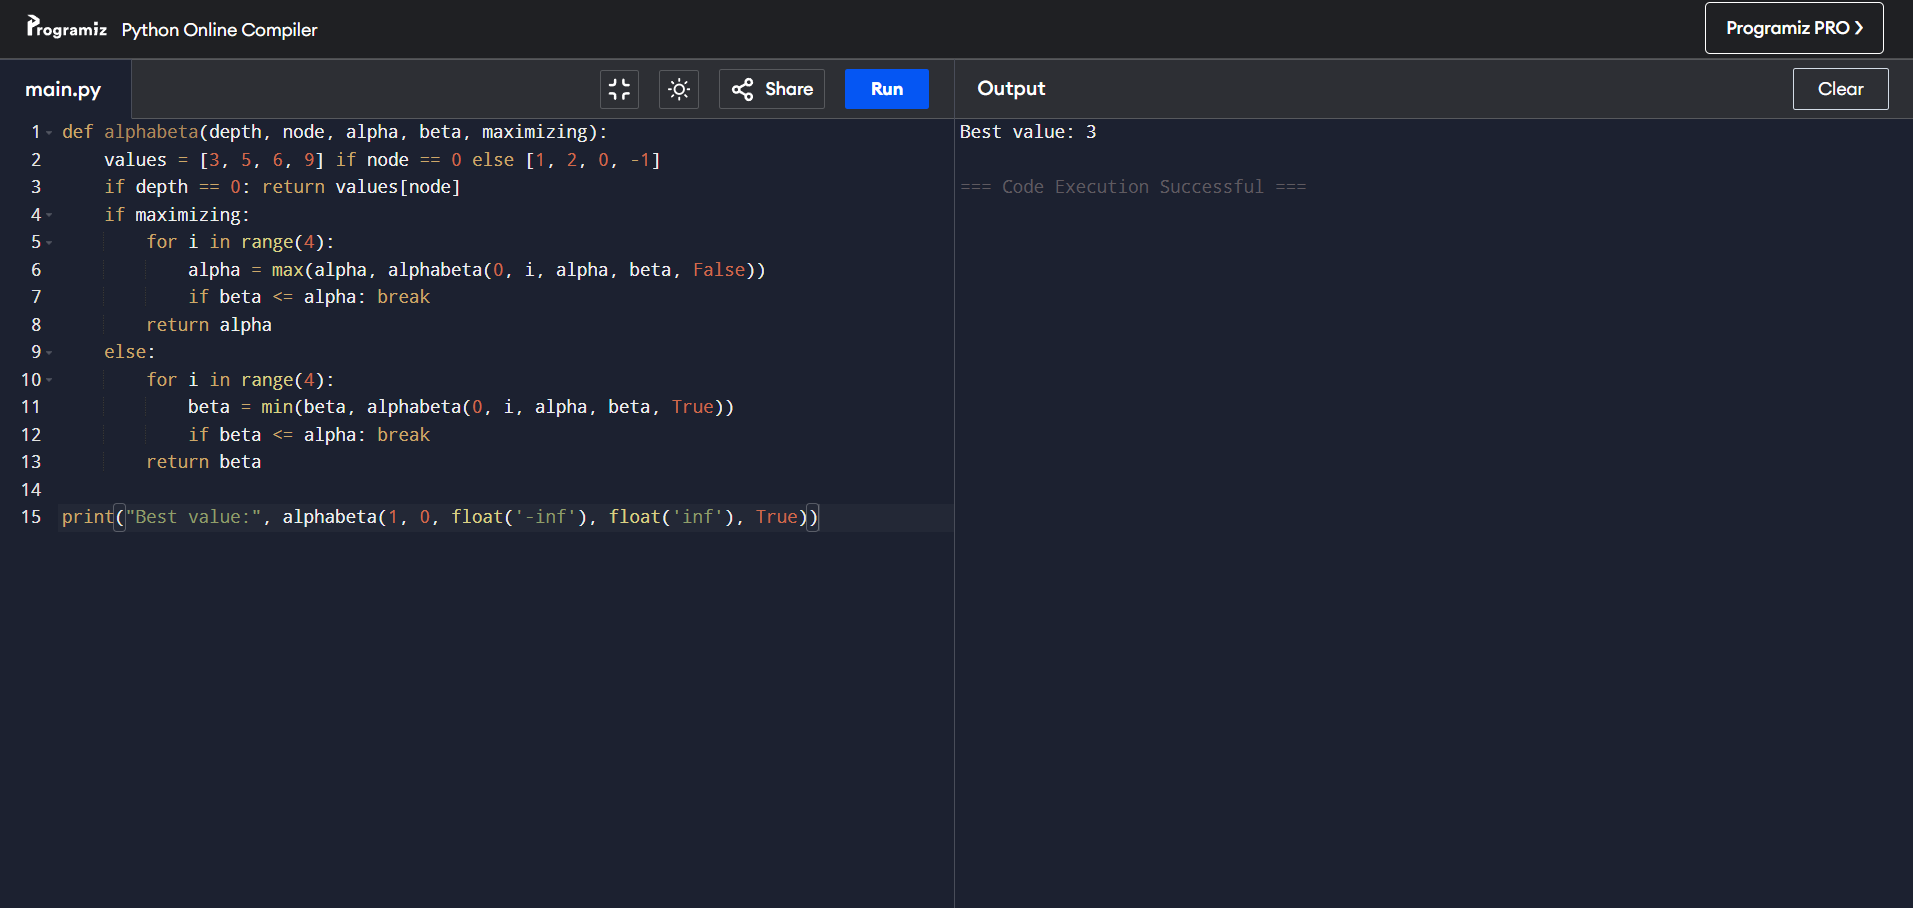 Programiz Python Online Compiler
Programiz PRO ❯
main.py
Share
Run
1 def alphabeta(depth, node, alpha, beta, maximizing):
2     values = [3, 5, 6, 9] if node == 0 else [1, 2, 0, -1]
3     if depth == 0: return values[node]
4     if maximizing:
5         for i in range(4):
6             alpha = max(alpha, alphabeta(0, i, alpha, beta, False))
7             if beta <= alpha: break
8         return alpha
9     else:
10         for i in range(4):
11             beta = min(beta, alphabeta(0, i, alpha, beta, True))
12             if beta <= alpha: break
13         return beta
14
15 print("Best value:", alphabeta(1, 0, float('-inf'), float('inf'), True))
Output
Clear
Best value: 3
=== Code Execution Successful ===